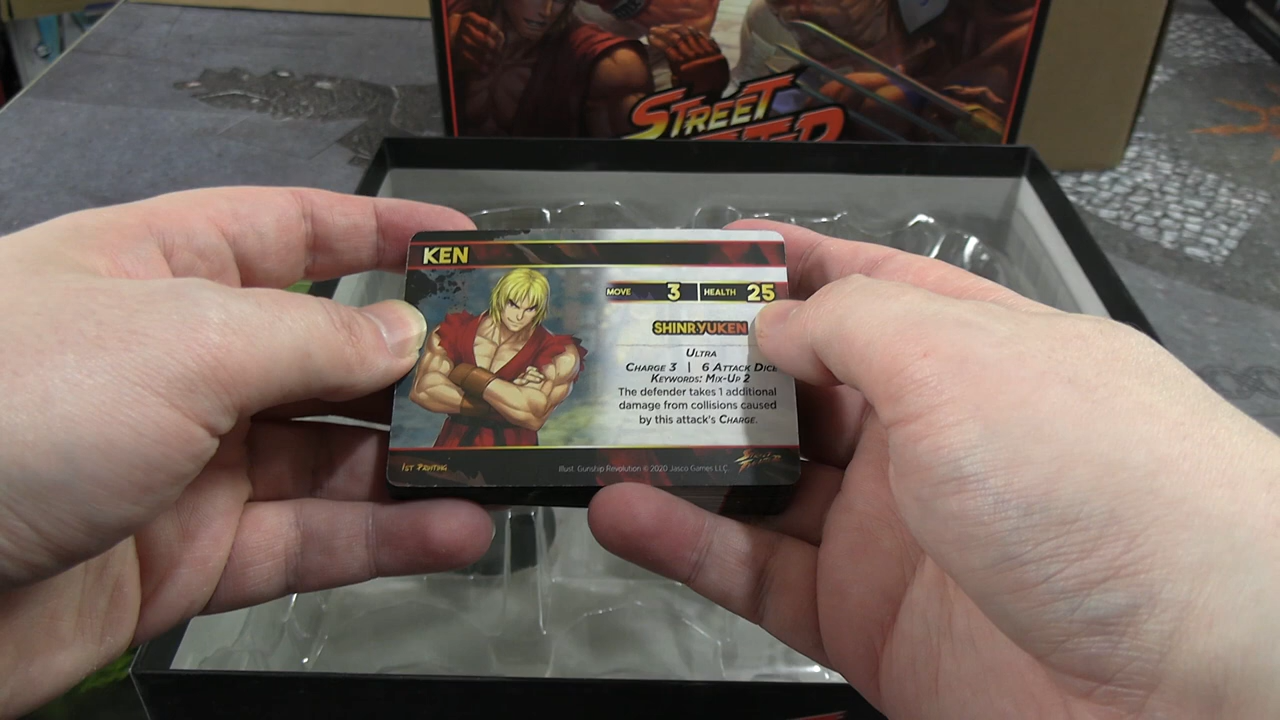 STREET
KEN
MOVE 3 HEALTH 25
SHINRYUKEN
ULTRA
CHARGE 3 | 6 ATTACK DICE
KEYWORDS: MIX-UP 2
The defender takes 1 additional
damage from collisions caused
by this attack's CHARGE.
1ST PRINTING
Illust. Gunship Revolution © 2020 Jasco Games LLC.